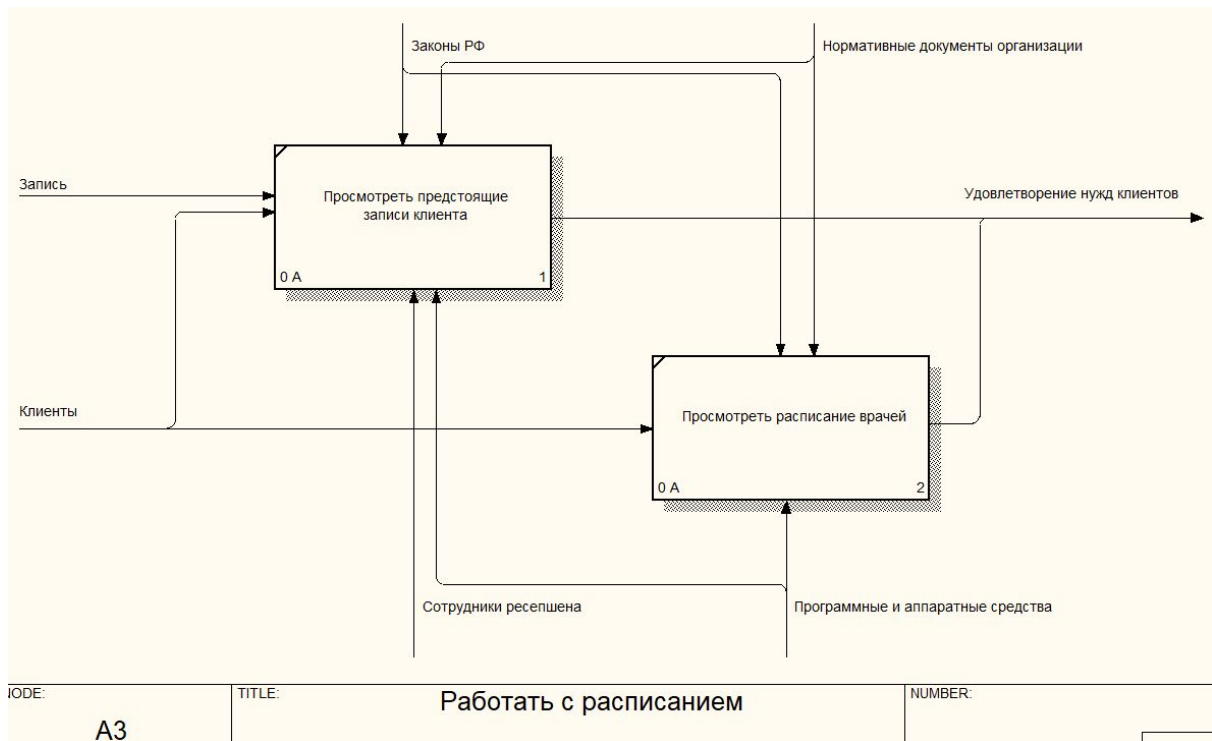 Законы РФ
Нормативные документы организации
Запись
Просмотреть предстоящие
записи клиента
Удовлетворение нужд клиентов
0 А
1
Клиенты
Просмотреть расписание врачей
0 А
2
Сотрудники ресепшена
Программные и аппаратные средства
TITLE:
Работать с расписанием
NUMBER:
A3